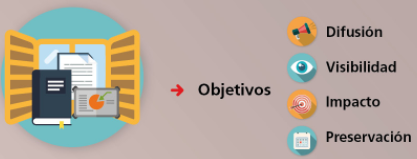 Objetivos
Difusión
Visibilidad
Impacto
Preservación